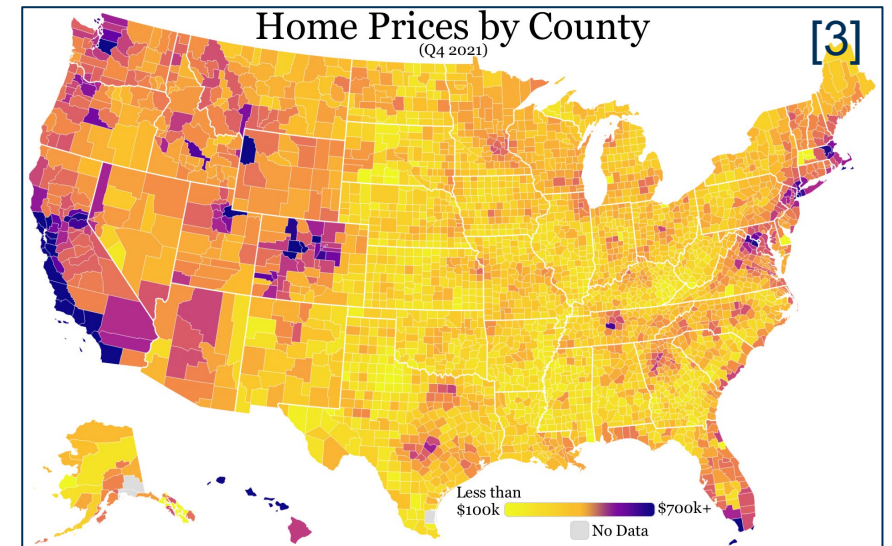 Home Prices by County
(Q4 2021)
[3]
Less than
$100k
$700k+
No Data